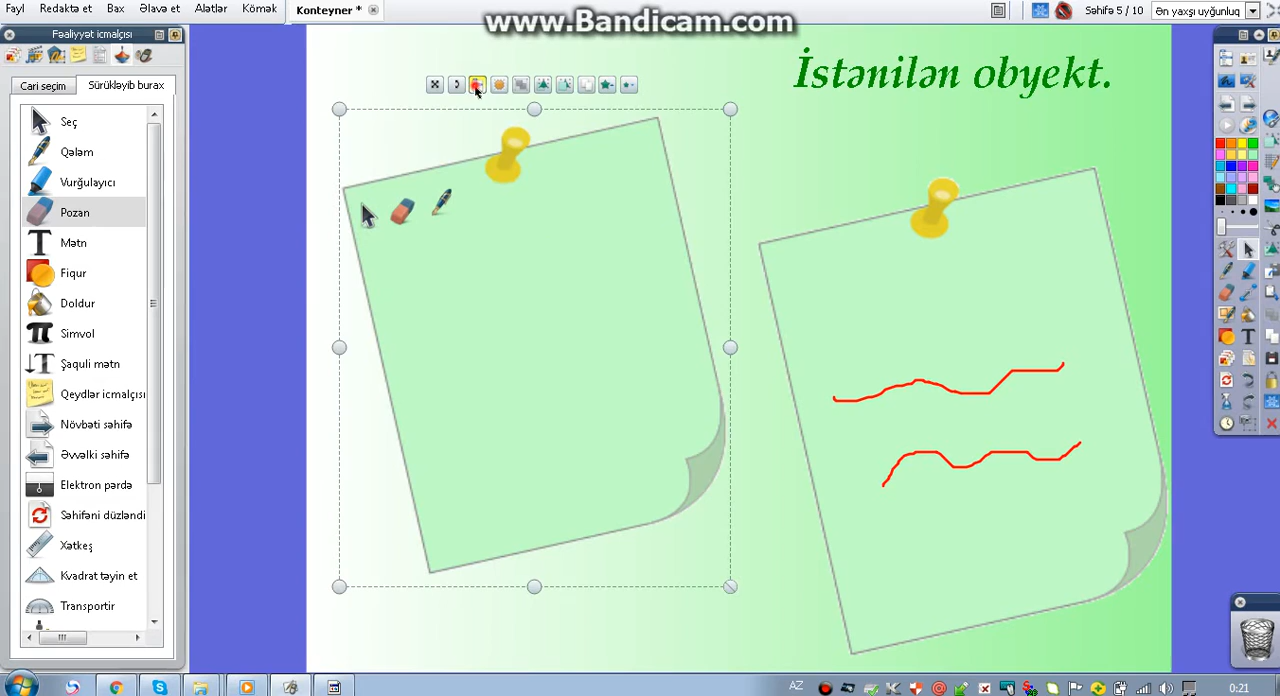 www.Bandicam.com
Fayl Redaktə et Bax Əlavə et Alətlər Kömək Konteyner *
Səhifə 5 / 10 Ən yaxşı uyğunluq
Fəaliyyət icmalçısı
Cari seçim Sürükləyib burax
Seç
Qələm
Vurğulayıcı
Pozan
Mətn
Fiqur
Doldur
Simvol
Şaquli mətn
Qeydlər icmalçısı
Növbəti səhifə
Əvvəlki səhifə
Elektron pərdə
Səhifəni düzləndi
Xətkeş
Kvadrat təyin et
Transportir
İstənilən obyekt.
AZ
0:21